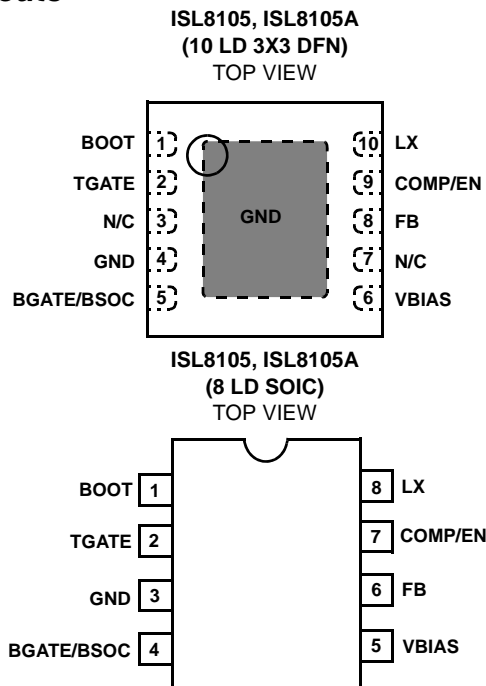 ISL8105, ISL8105A
(10 LD 3X3 DFN)
TOP VIEW
BOOT 1 10 LX
TGATE 2 9 COMP/EN
N/C 3 GND 8 FB
GND 4 7 N/C
BGATE/BSOC 5 6 VBIAS
ISL8105, ISL8105A
(8 LD SOIC)
TOP VIEW
BOOT 1 8 LX
TGATE 2 7 COMP/EN
GND 3 6 FB
BGATE/BSOC 4 5 VBIAS